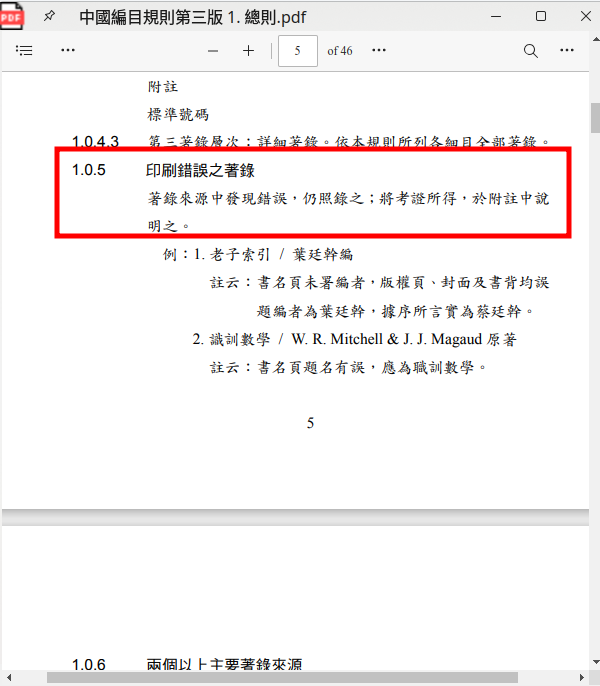 PDF
中國編目規則第三版 1. 總則.pdf
5 of 46
附註
標準號碼
1.0.4.3 第三著錄層次：詳細著錄。依本規則所列各細目全部著錄。
1.0.5 印刷錯誤之著錄
著錄來源中發現錯誤，仍照錄之；將考證所得，於附註中說
明之。
例：1. 老子索引 / 葉廷幹編
註云：書名頁未署編者，版權頁、封面及書背均誤
題編者為葉廷幹，據序所言實為蔡廷幹。
2. 識訓數學 / W. R. Mitchell & J. J. Magaud 原著
註云：書名頁題名有誤，應為職訓數學。
5
1.0.6 兩個以上主要著錄來源